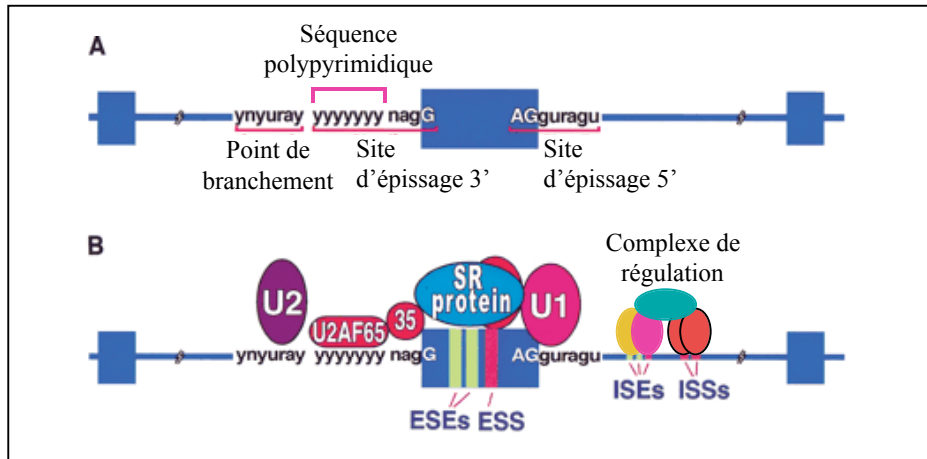 A
Séquence
polypyrimidique
ynyuray yyyyyyy nagG AGguragu
Point de
branchement
Site
d'épissage 3'
Site
d'épissage 5'
B
Complexe de
régulation
U2
U2AF65
35
SR
protein
U1
ynyuray yyyyyyy nagG AGguragu
ESEs ESS
ISEs ISSs